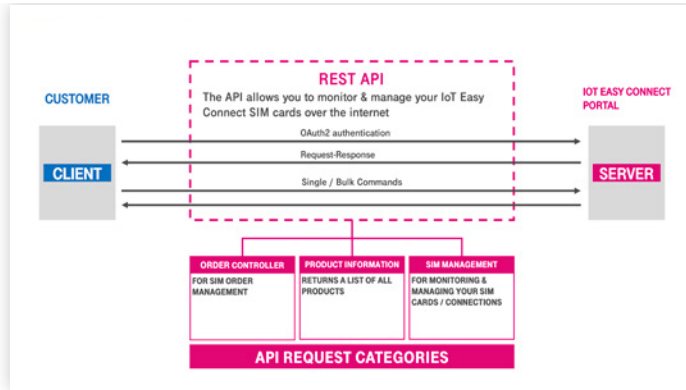 REST API
The API allows you to monitor & manage your IoT Easy
Connect SIM cards over the internet
CUSTOMER
IOT EASY CONNECT
PORTAL
OAuth2 authentication
Request-Response
CLIENT
SERVER
Single / Bulk Commands
ORDER CONTROLLER
FOR SIM ORDER
MANAGEMENT
PRODUCT INFORMATION
RETURNS A LIST OF ALL
PRODUCTS
SIM MANAGEMENT
FOR MONITORING &
MANAGING YOUR SIM
CARDS / CONNECTIONS
API REQUEST CATEGORIES